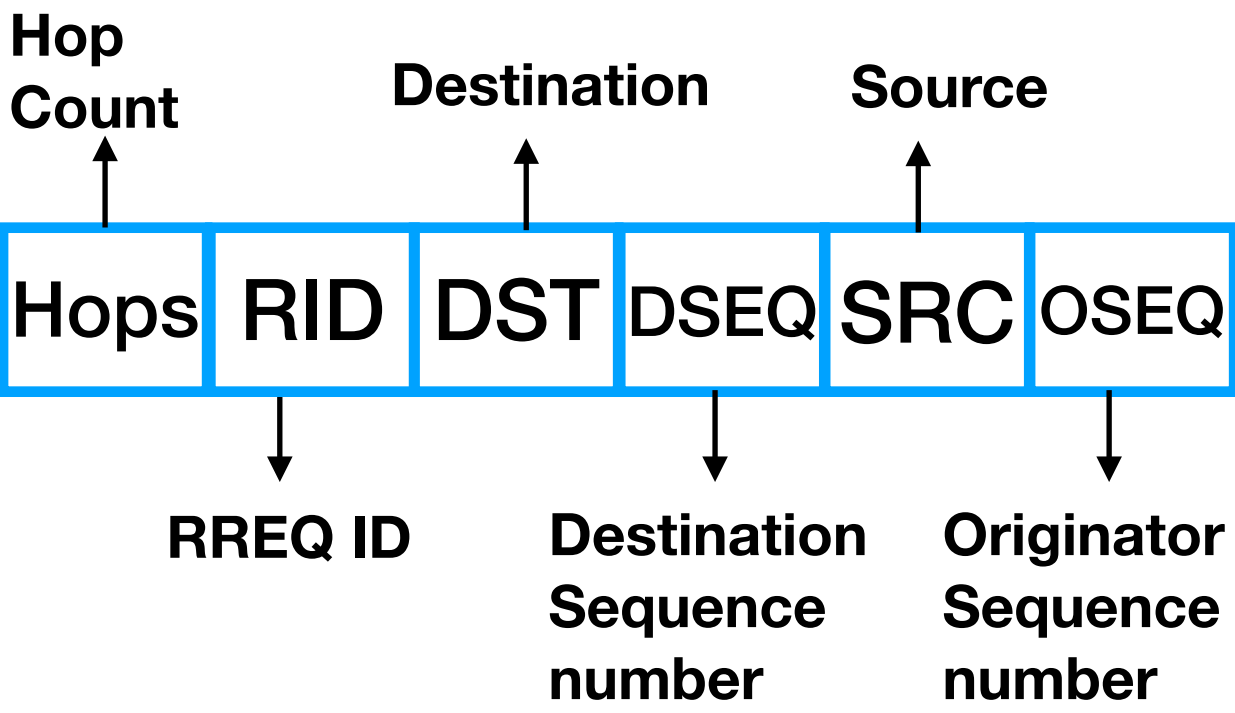 Hop
Count
Destination
Source
Hops RID DST DSEQ SRC OSEQ
RREQ ID
Destination
Sequence
number
Originator
Sequence
number